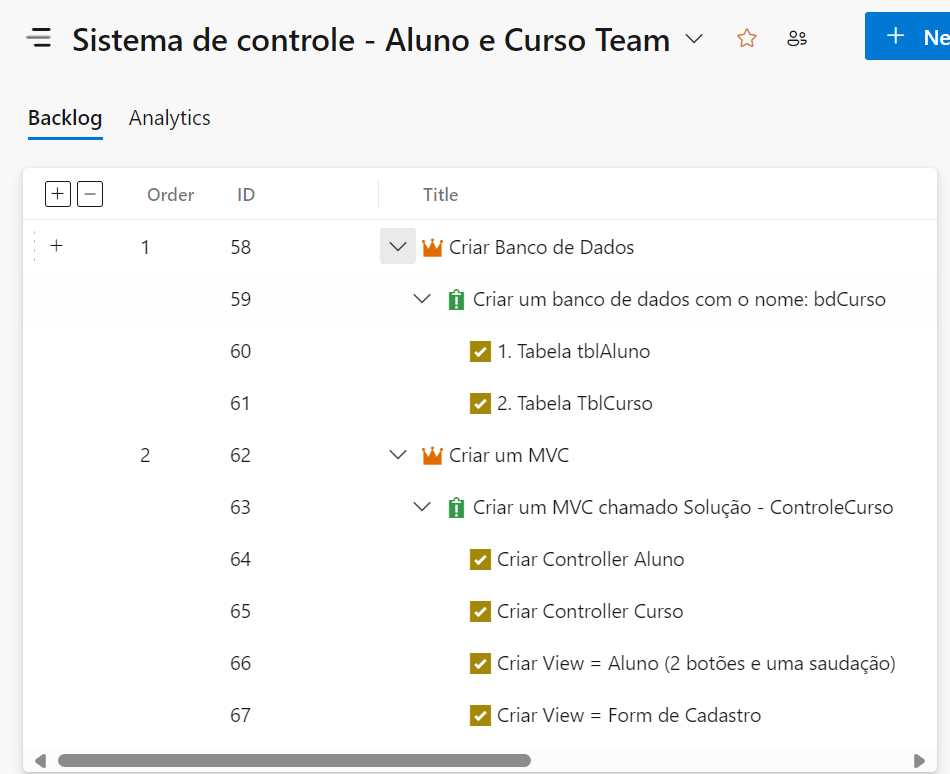 Sistema de controle - Aluno e Curso Team
+ Ne
Backlog Analytics
+ − Order ID Title
+ 1 58 Criar Banco de Dados
59 Criar um banco de dados com o nome: bdCurso
60 1. Tabela tblAluno
61 2. Tabela TblCurso
2 62 Criar um MVC
63 Criar um MVC chamado Solução - ControleCurso
64 Criar Controller Aluno
65 Criar Controller Curso
66 Criar View = Aluno (2 botões e uma saudação)
67 Criar View = Form de Cadastro